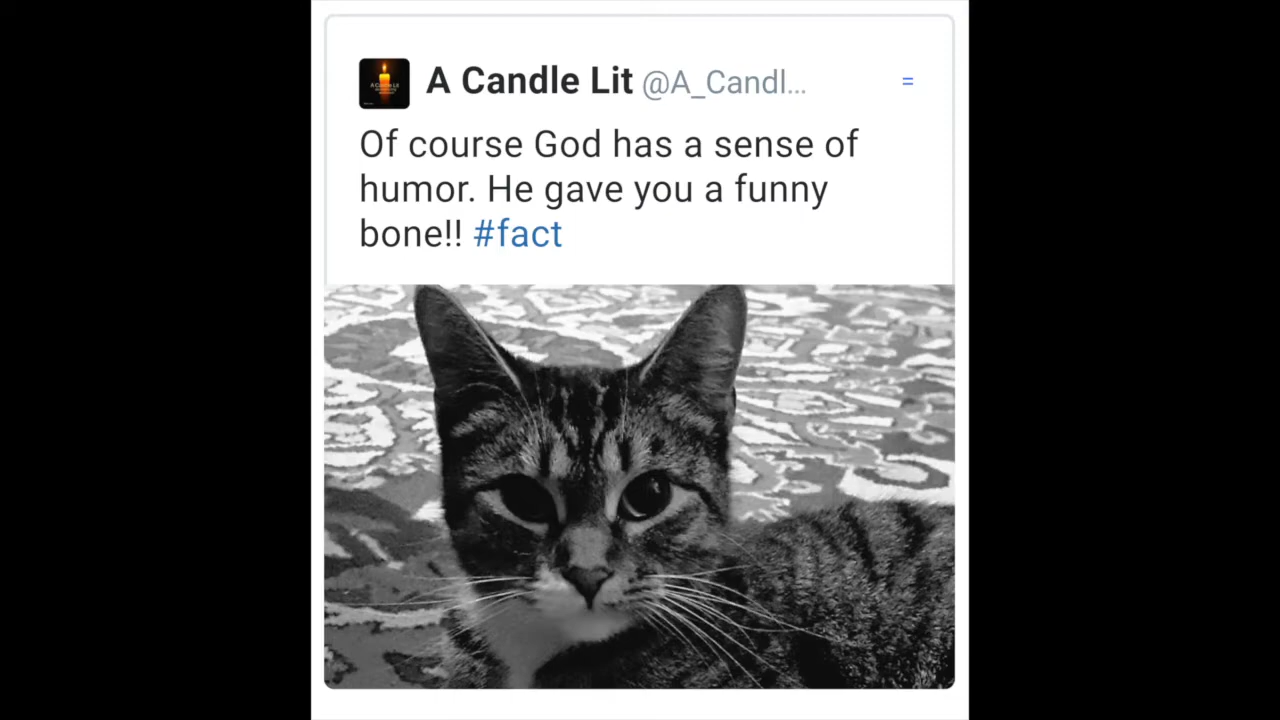 A Candle Lit @A_Candl...
Of course God has a sense of
humor. He gave you a funny
bone!! #fact